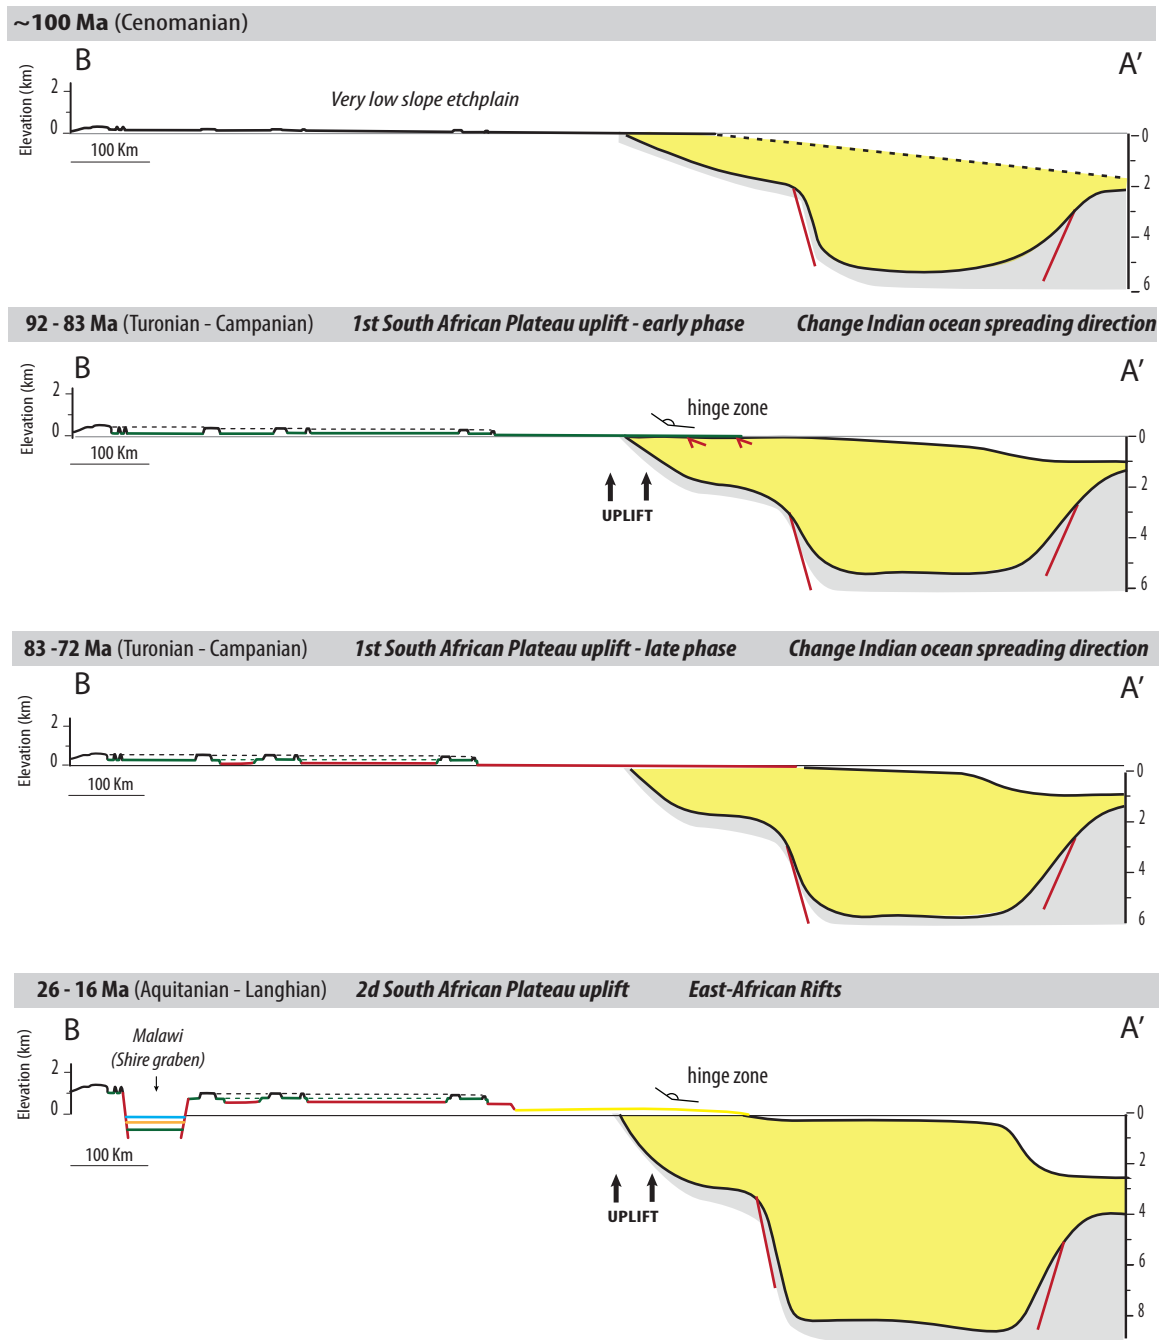 ~100 Ma (Cenomanian)
B
A'
Elevation (km)
2
0
Very low slope etchplain
100 Km
0
2
4
6
92 - 83 Ma (Turonian - Campanian) 1st South African Plateau uplift - early phase Change Indian ocean spreading direction
B
A'
Elevation (km)
2
0
hinge zone
100 Km
UPLIFT
0
2
4
6
83 -72 Ma (Turonian - Campanian) 1st South African Plateau uplift - late phase Change Indian ocean spreading direction
B
A'
Elevation (km)
2
0
100 Km
0
2
4
6
26 - 16 Ma (Aquitanian - Langhian) 2d South African Plateau uplift East-African Rifts
B
A'
Malawi
(Shire graben)
Elevation (km)
2
0
hinge zone
100 Km
UPLIFT
0
2
4
6
8